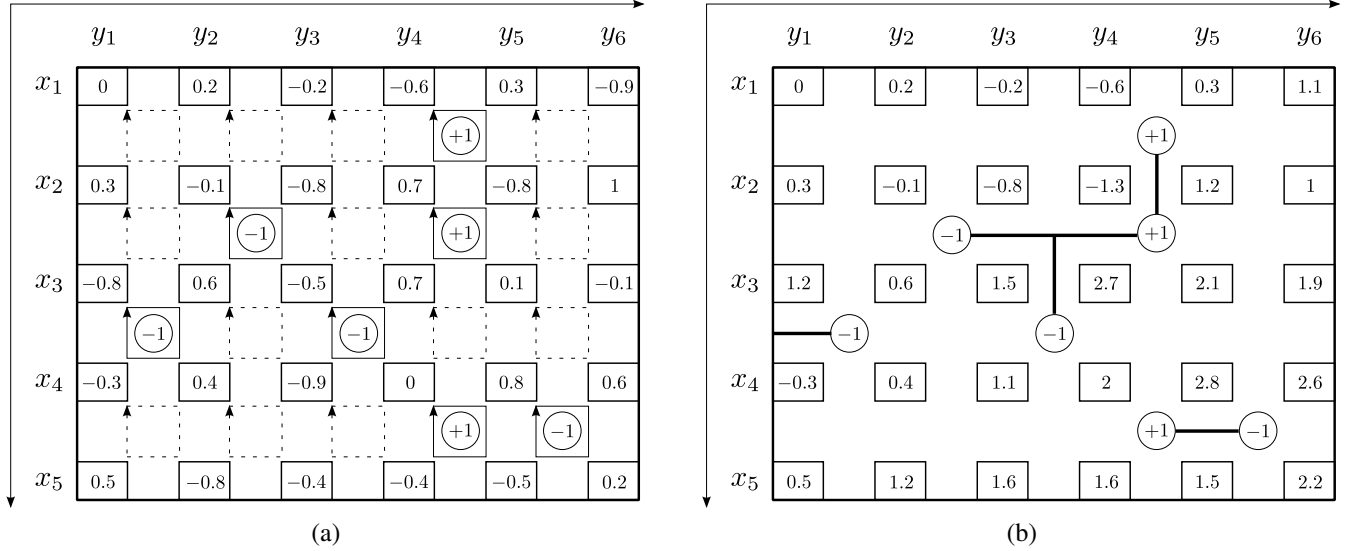 y1 y2 y3 y4 y5 y6
x1 0 0.2 −0.2 −0.6 0.3 −0.9
+1
x2 0.3 −0.1 −0.8 0.7 −0.8 1
−1 +1
x3 −0.8 0.6 −0.5 0.7 0.1 −0.1
−1 −1
x4 −0.3 0.4 −0.9 0 0.8 0.6
+1 −1
x5 0.5 −0.8 −0.4 −0.4 −0.5 0.2
(a)
y1 y2 y3 y4 y5 y6
x1 0 0.2 −0.2 −0.6 0.3 1.1
+1
x2 0.3 −0.1 −0.8 −1.3 1.2 1
−1 +1
x3 1.2 0.6 1.5 2.7 2.1 1.9
−1 −1
x4 −0.3 0.4 1.1 2 2.8 2.6
+1 −1
x5 0.5 1.2 1.6 1.6 1.5 2.2
(b)